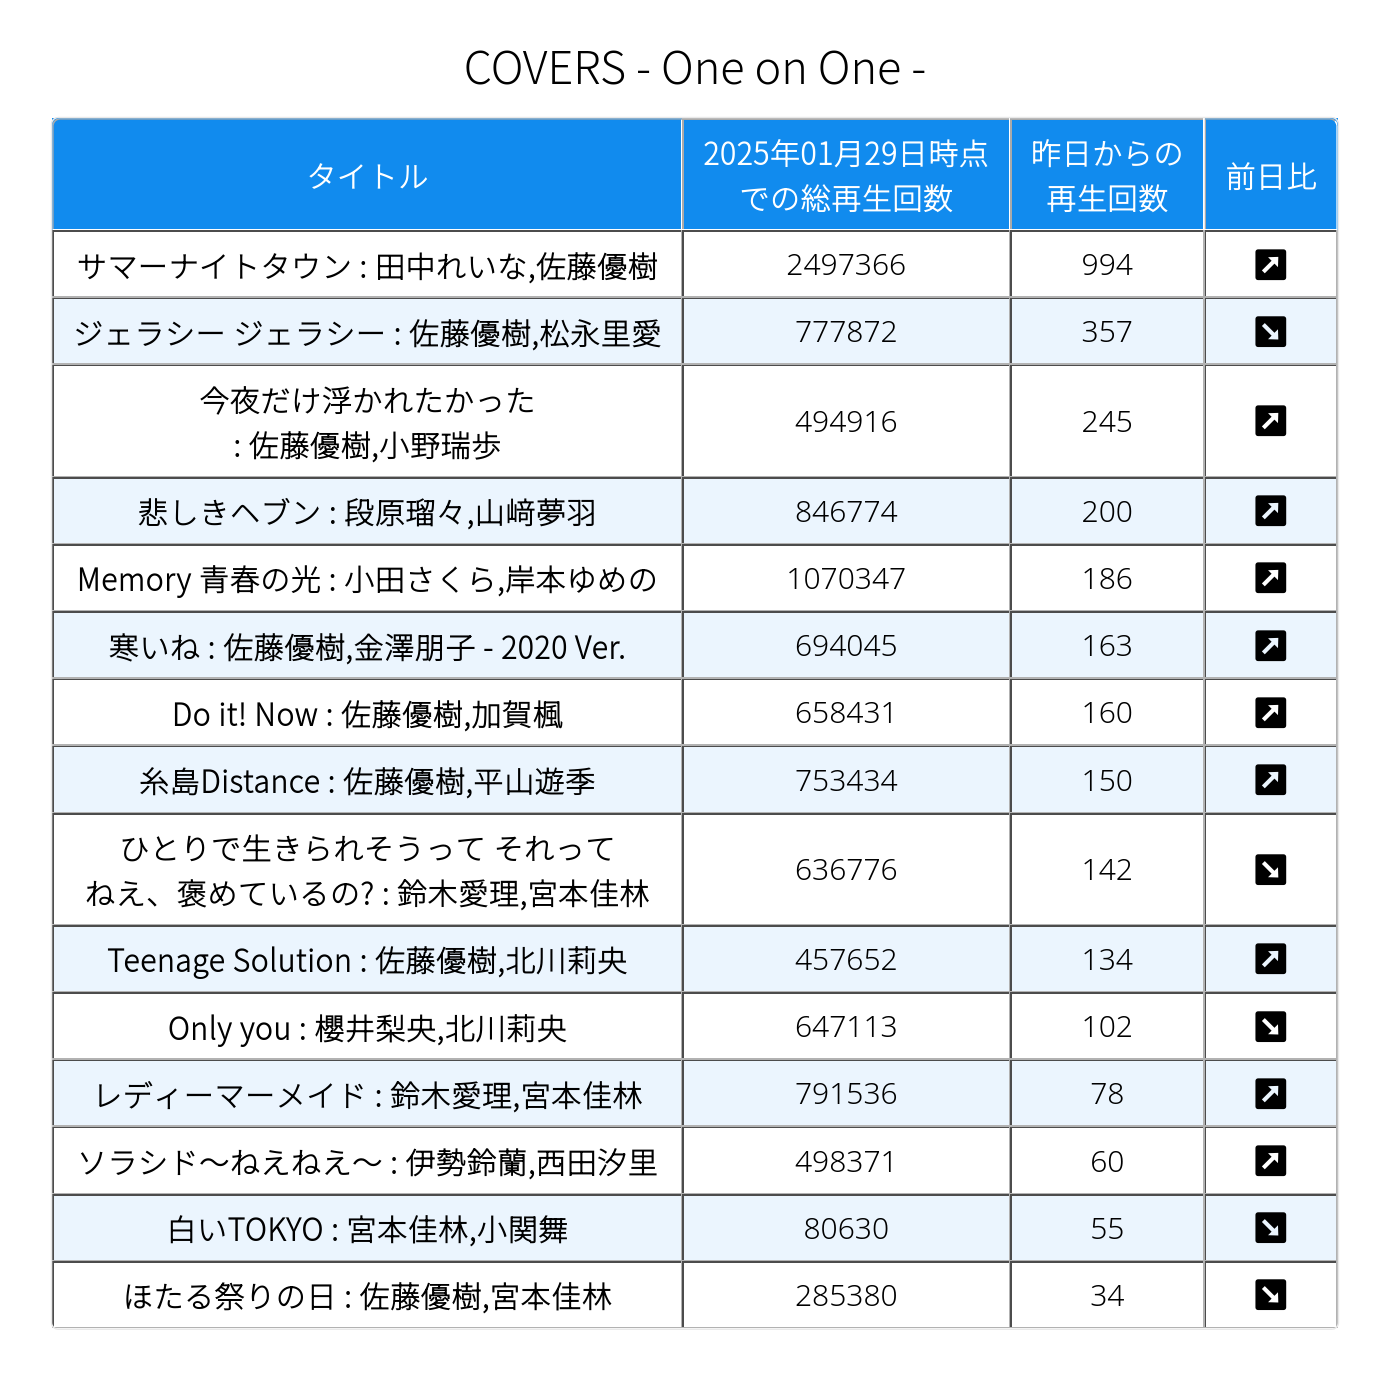 COVERS - One on One -
タイトル
2025年01月29日時点
での総再生回数
昨日からの
再生回数
前日比
サマーナイトタウン : 田中れいな,佐藤優樹 2497366 994
ジェラシー ジェラシー : 佐藤優樹,松永里愛 777872 357
今夜だけ浮かれたかった
: 佐藤優樹,小野瑞歩 494916 245
悲しきヘブン : 段原瑠々,山﨑夢羽 846774 200
Memory 青春の光 : 小田さくら,岸本ゆめの 1070347 186
寒いね : 佐藤優樹,金澤朋子 - 2020 Ver. 694045 163
Do it! Now : 佐藤優樹,加賀楓 658431 160
糸島Distance : 佐藤優樹,平山遊季 753434 150
ひとりで生きられそうって それって
ねえ、褒めているの? : 鈴木愛理,宮本佳林 636776 142
Teenage Solution : 佐藤優樹,北川莉央 457652 134
Only you : 櫻井梨央,北川莉央 647113 102
レディーマーメイド : 鈴木愛理,宮本佳林 791536 78
ソラシド～ねえねえ～ : 伊勢鈴蘭,西田汐里 498371 60
白いTOKYO : 宮本佳林,小関舞 80630 55
ほたる祭りの日 : 佐藤優樹,宮本佳林 285380 34